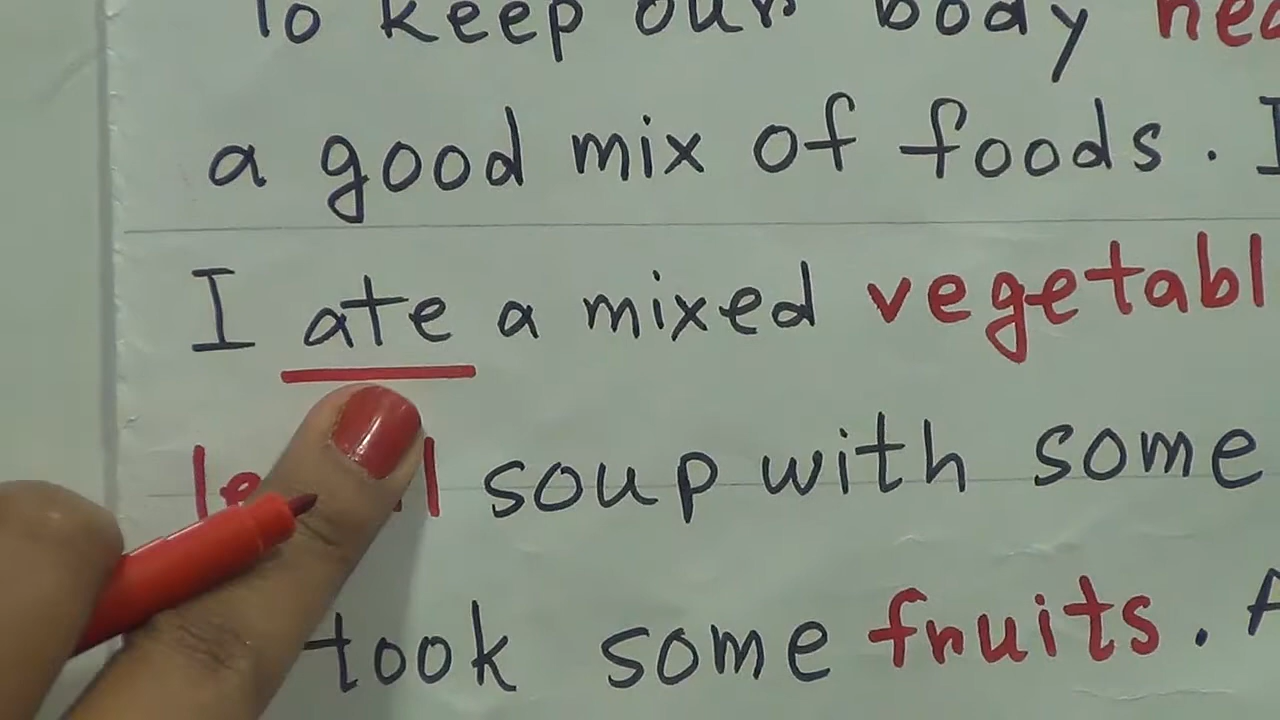 To keep our body
a good mix of foods. I
I ate a mixed vegetabl
soup with some
took some fruits. A